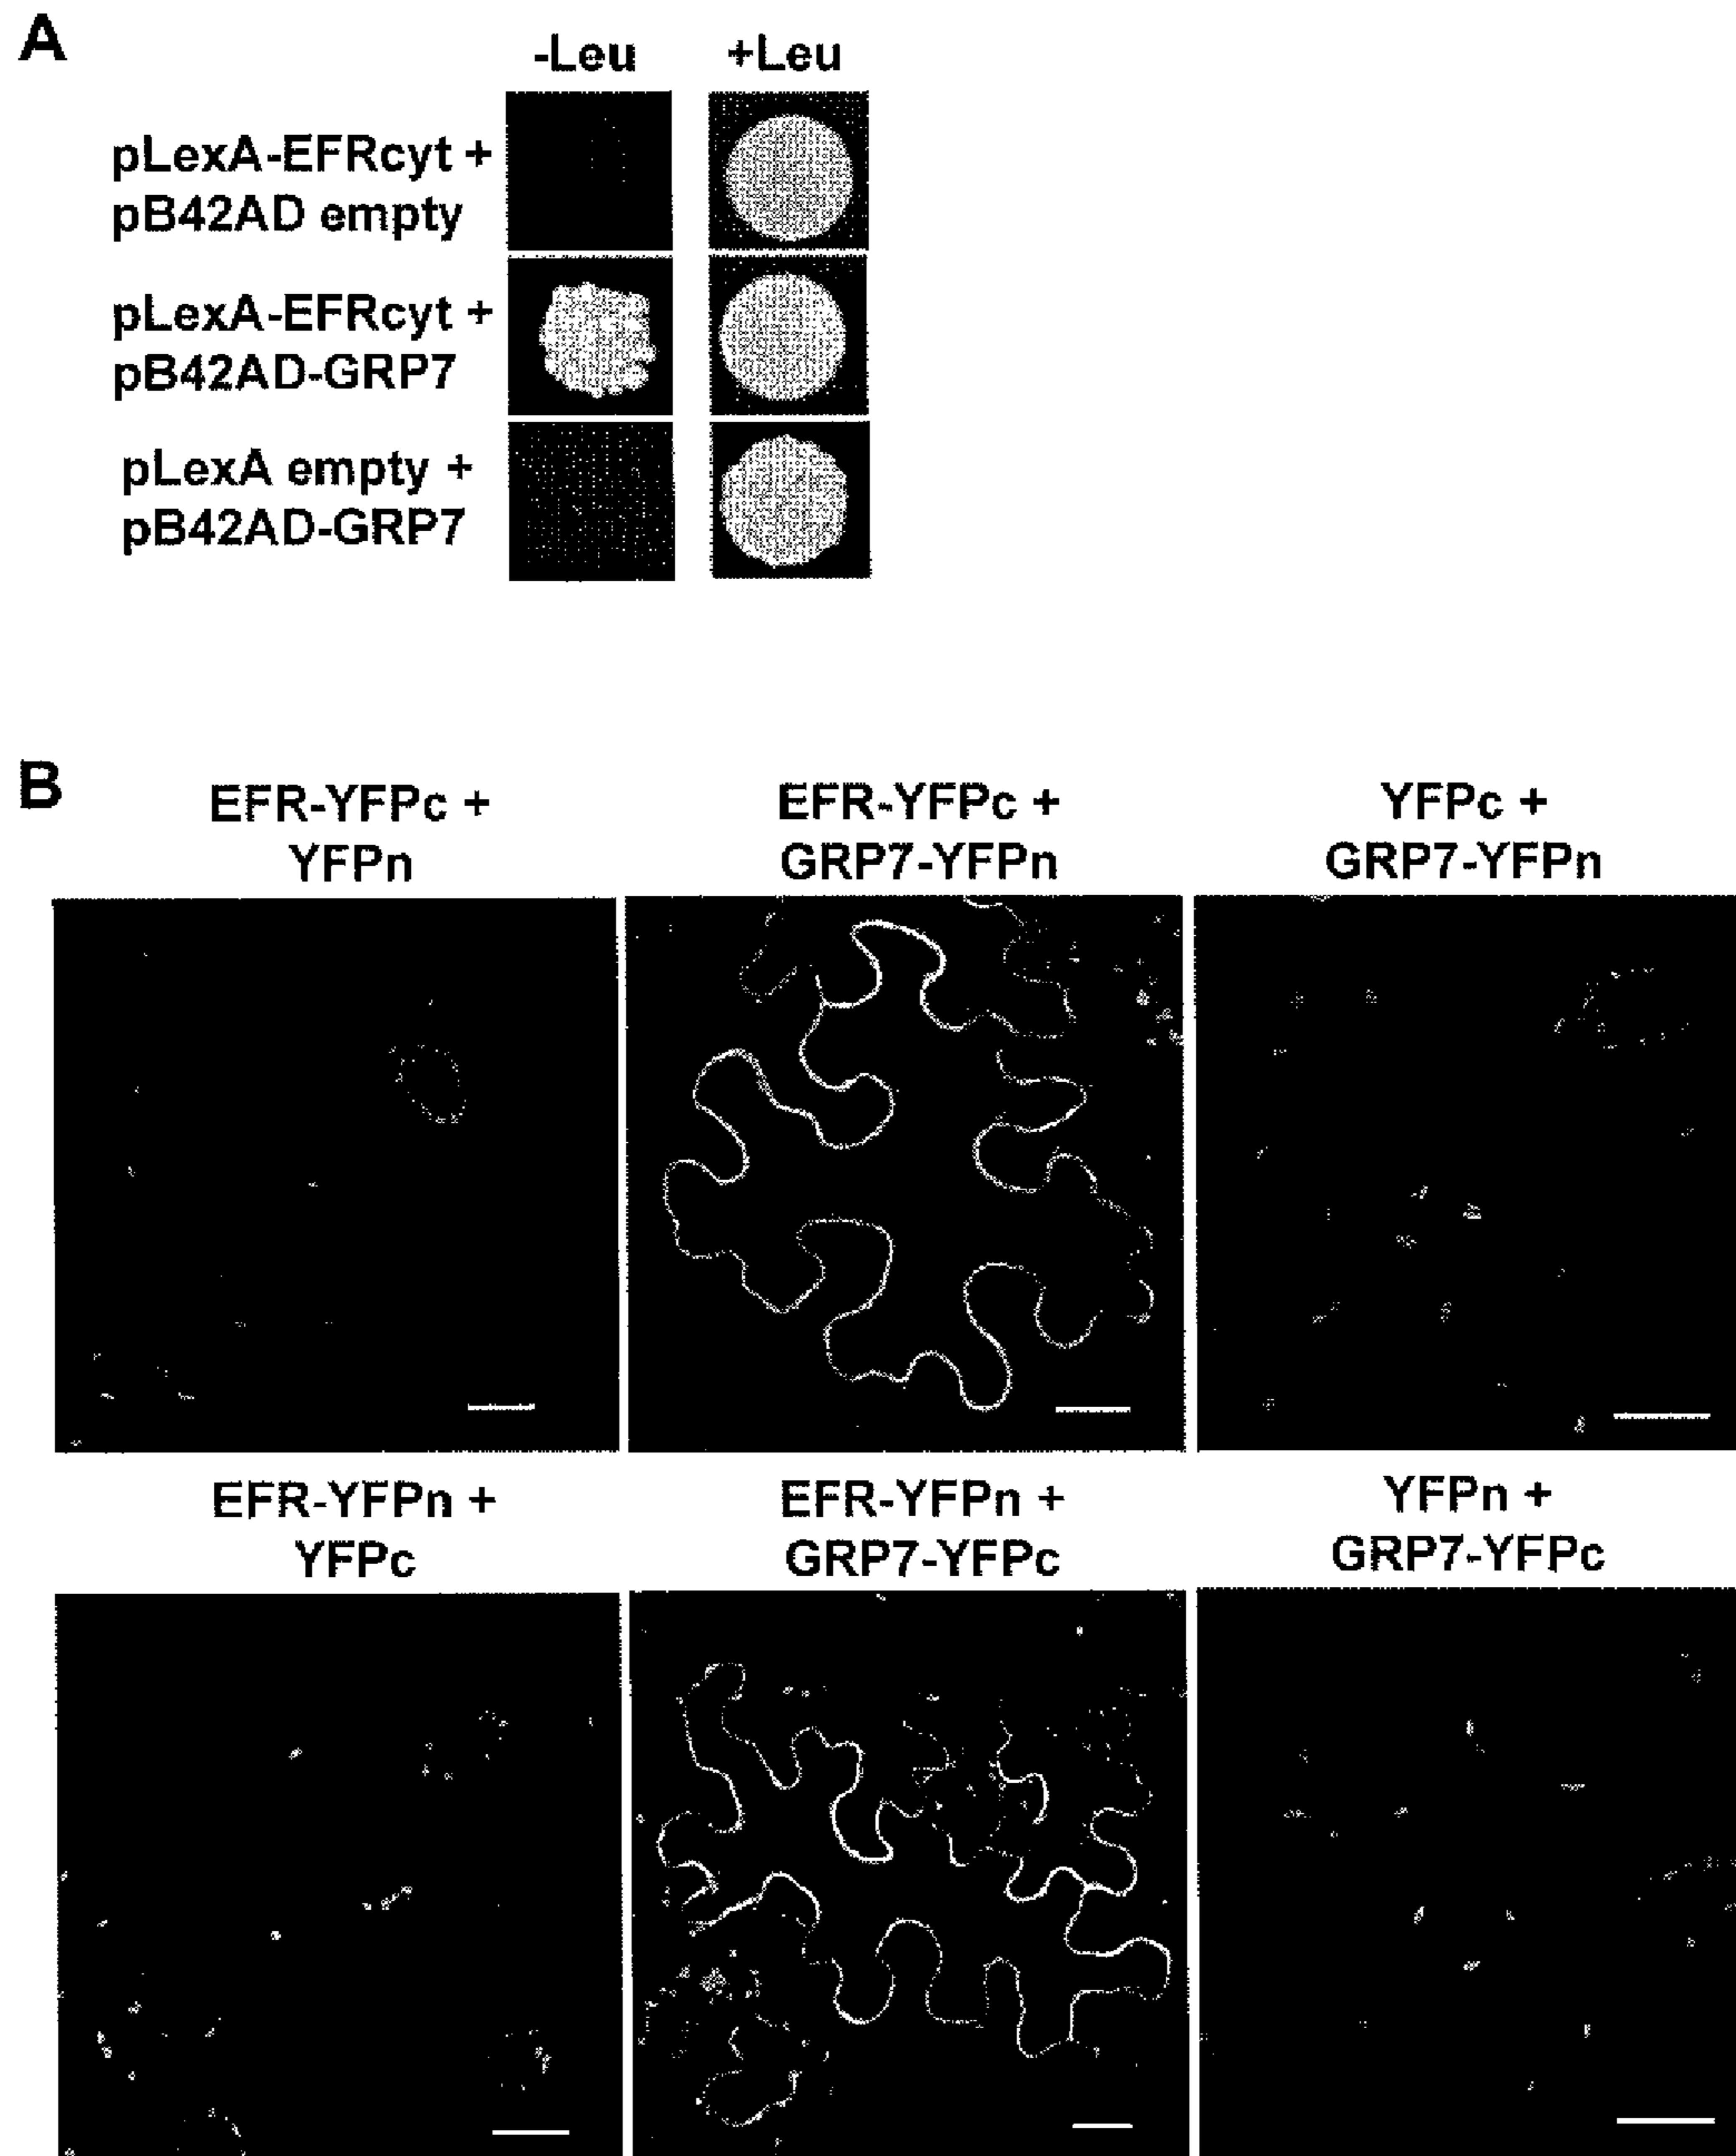 A
-Leu +Leu
pLexA-EFRcyt +
pB42AD empty
pLexA-EFRcyt +
pB42AD-GRP7
pLexA empty +
pB42AD-GRP7
B
EFR-YFPc +
YFPn
EFR-YFPc +
GRP7-YFPn
YFPc +
GRP7-YFPn
EFR-YFPn +
YFPc
EFR-YFPn +
GRP7-YFPc
YFPn +
GRP7-YFPc